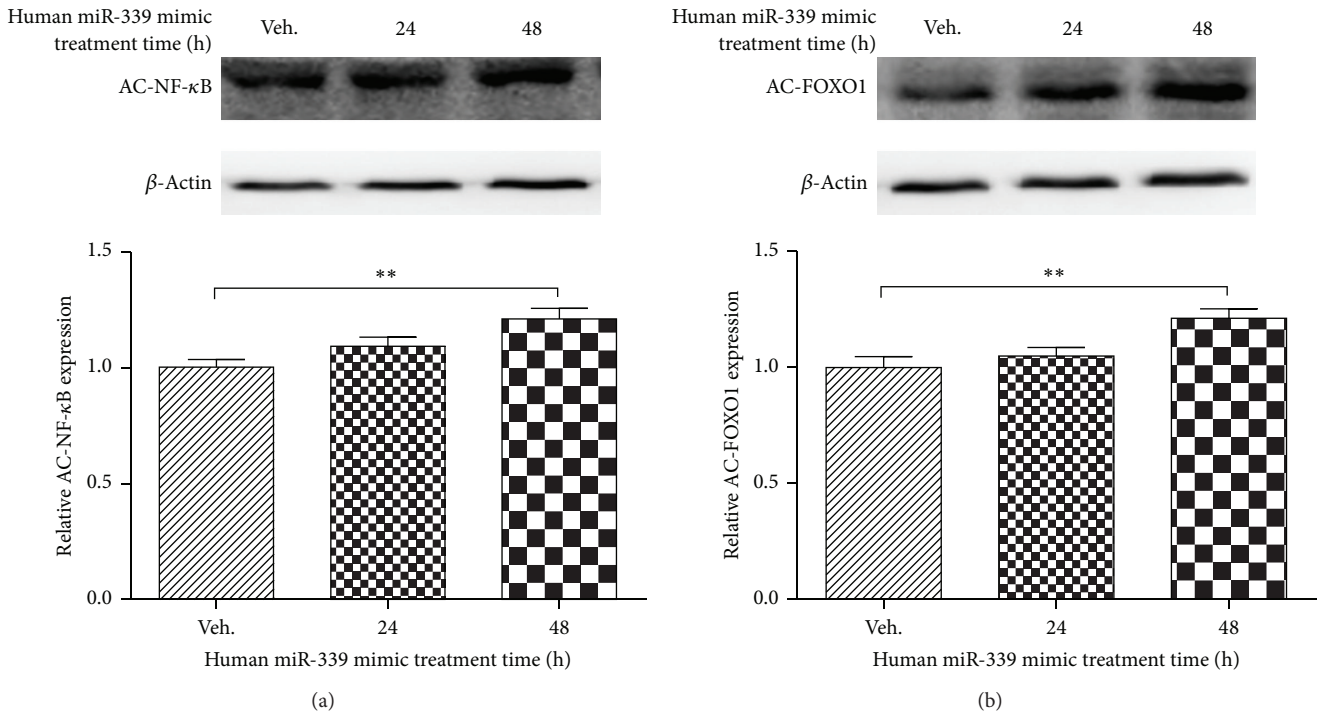 Human miR-339 mimic
treatment time (h)
Veh. 24 48
AC-NF-κB
β-Actin
1.5
1.0
0.5
0.0
Relative AC-NF-κB expression
**
Veh. 24 48
Human miR-339 mimic treatment time (h)
(a)
Human miR-339 mimic
treatment time (h)
Veh. 24 48
AC-FOXO1
β-Actin
1.5
1.0
0.5
0.0
Relative AC-FOXO1 expression
**
Veh. 24 48
Human miR-339 mimic treatment time (h)
(b)